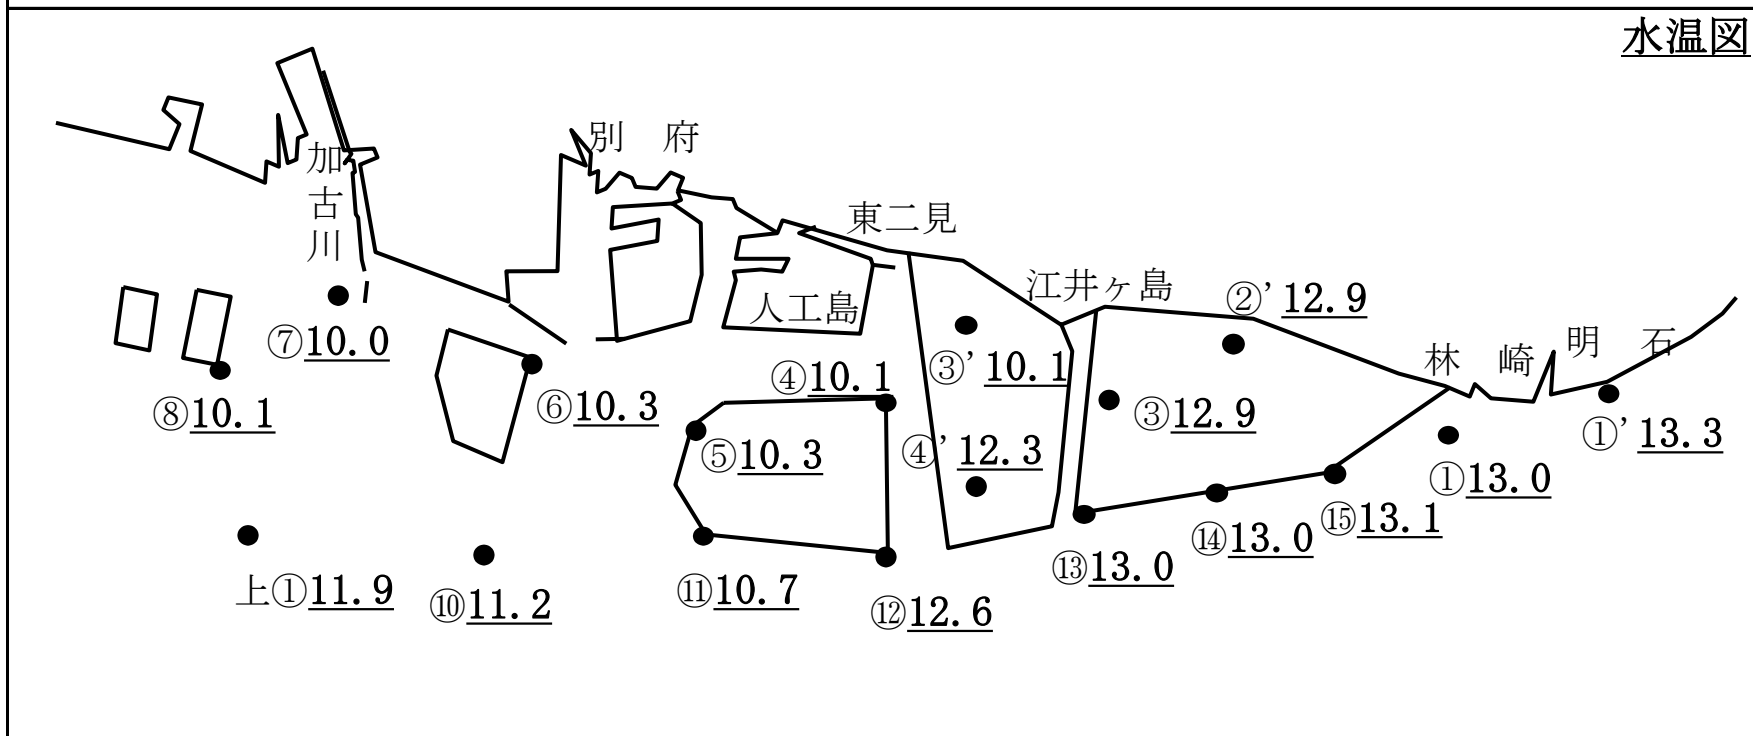 水温図
別 府
加古川
東二見
人工島
江井ヶ島
②' 12.9
林 崎 明 石
⑦10.0
③' 10.1
④10.1
⑧10.1
⑥10.3
③12.9
①' 13.3
⑤10.3
④' 12.3
①13.0
⑮13.1
⑭13.0
⑬13.0
上①11.9
⑩11.2
⑪10.7
⑫12.6